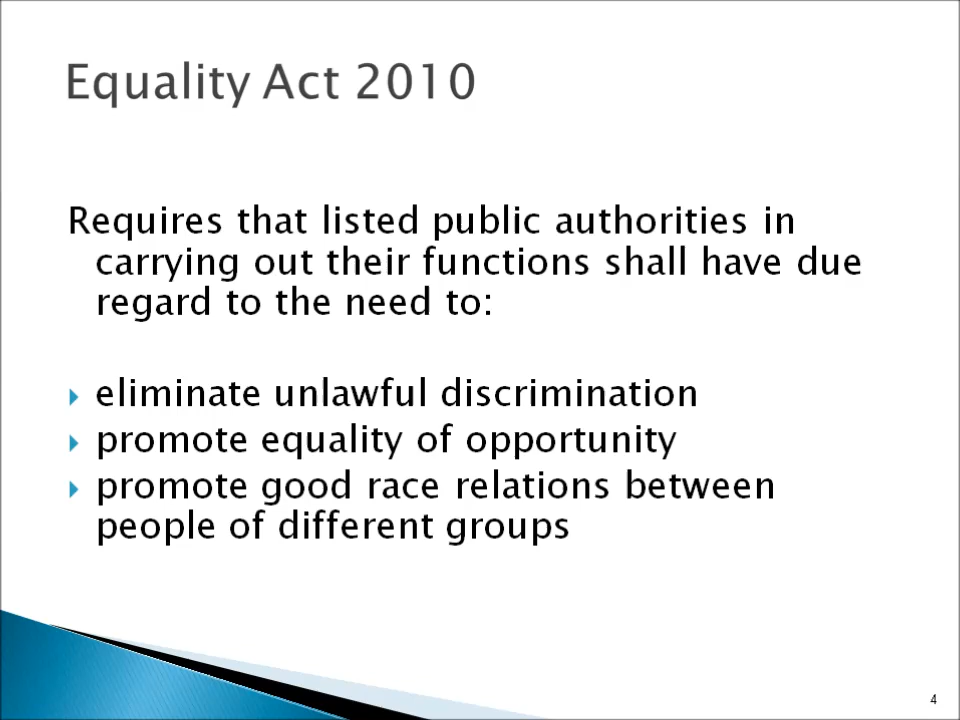 Equality Act 2010
Requires that listed public authorities in
carrying out their functions shall have due
regard to the need to:
eliminate unlawful discrimination
promote equality of opportunity
promote good race relations between
people of different groups
4